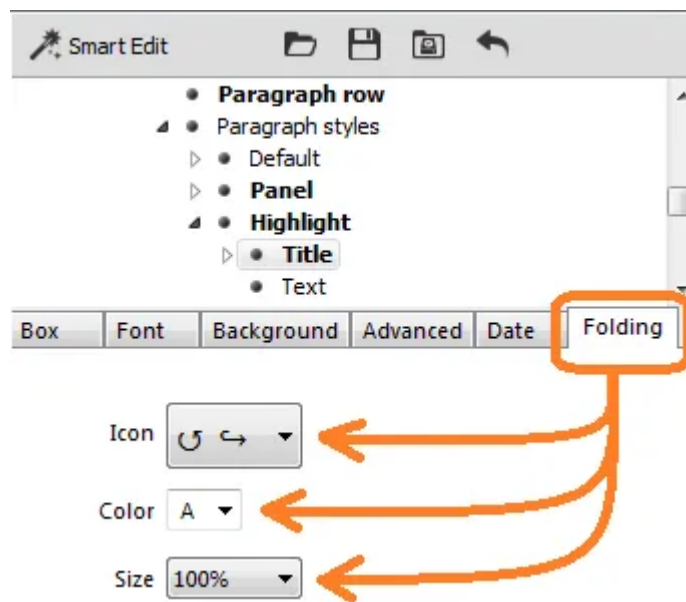 Smart Edit
Paragraph row
Paragraph styles
Default
Panel
Highlight
Title
Text
Box Font Background Advanced Date Folding
Icon
Color A
Size 100%